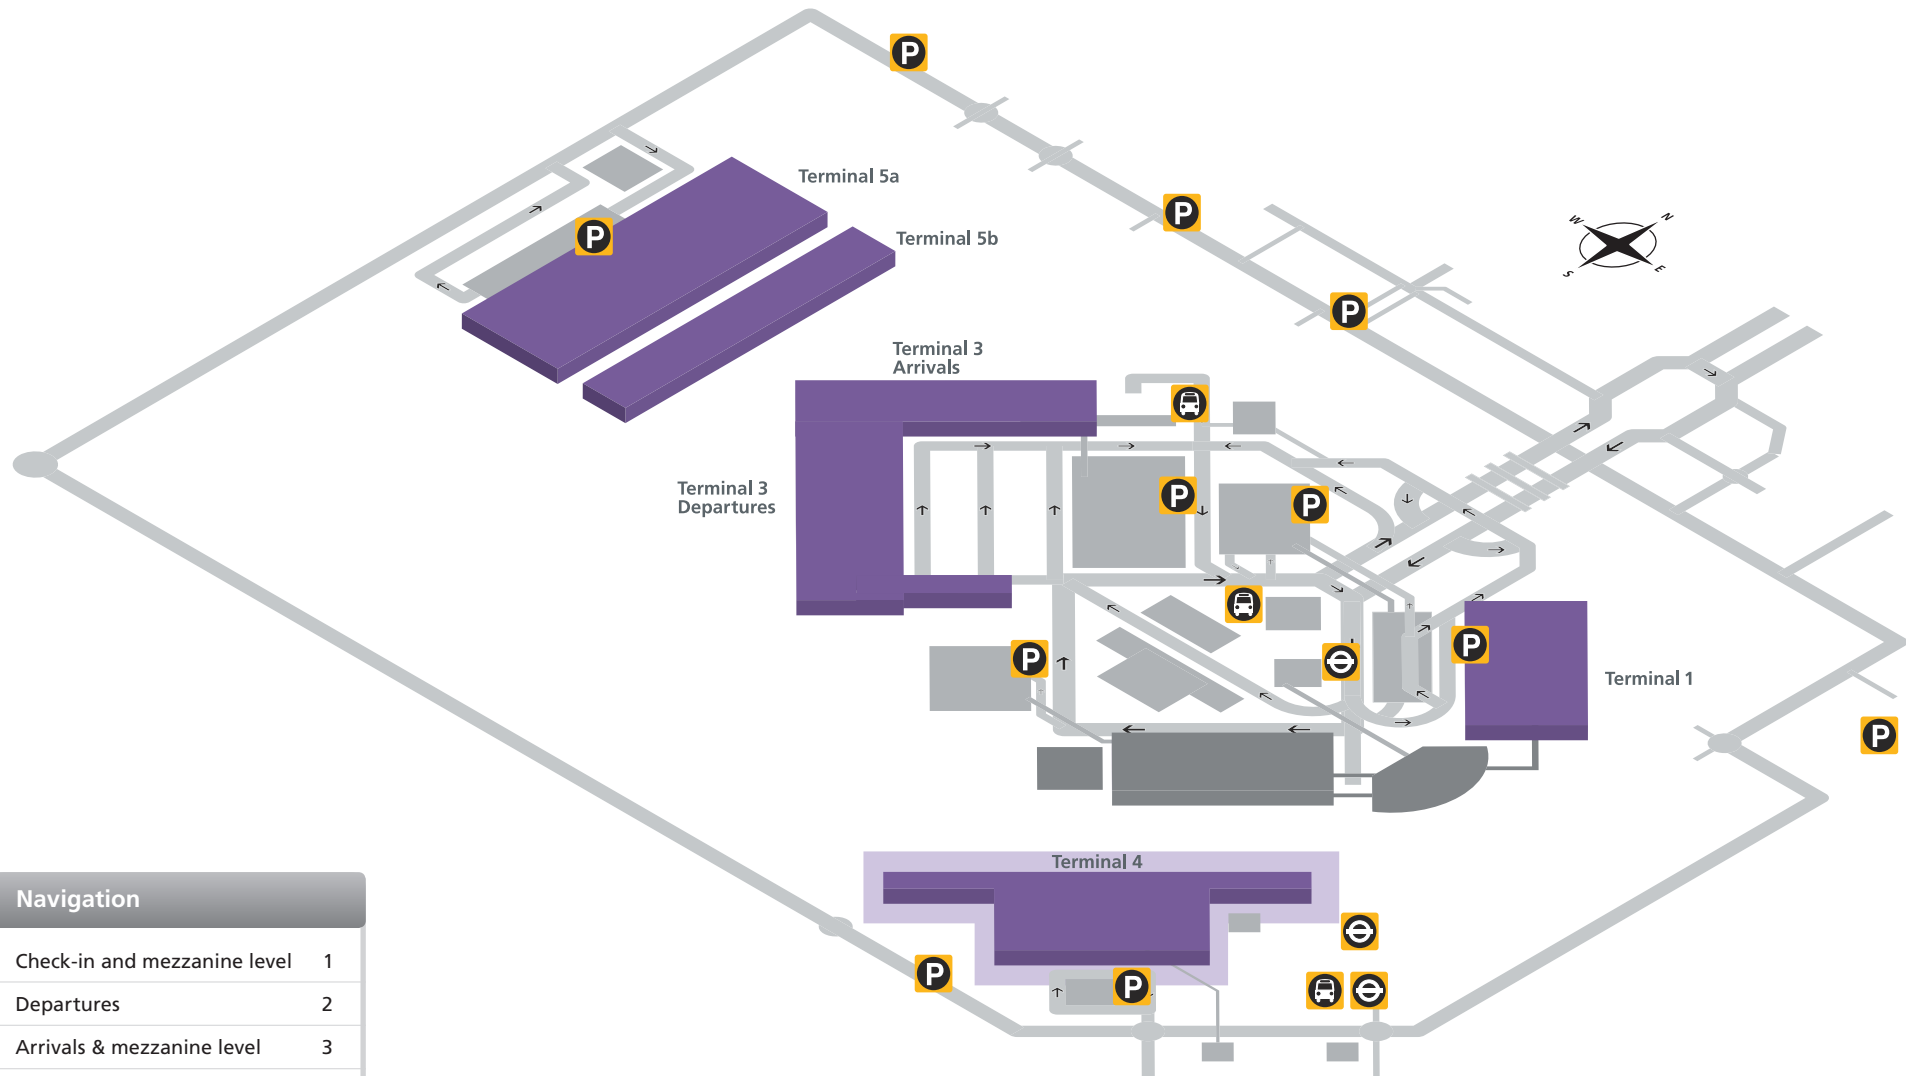 P
P
Terminal 5a
P
Terminal 5b
W
N
S
E
P
P
Terminal 3
Arrivals
Terminal 3
Departures
P
P
P
P
Terminal 1
P
Terminal 4
P
P
Navigation
Check-in and mezzanine level 1
Departures 2
Arrivals & mezzanine level 3